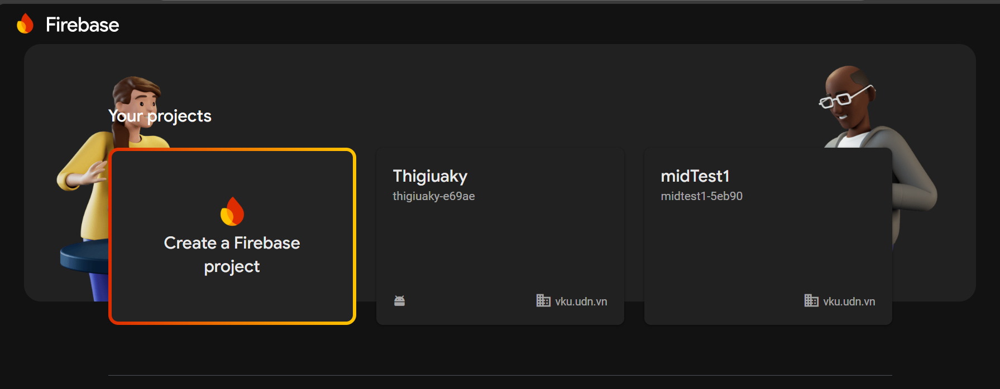 Firebase
Your projects
Create a Firebase
project
Thigiuaky
thigiuaky-e69ae
vku.udn.vn
midTest1
midtest1-5eb90
vku.udn.vn